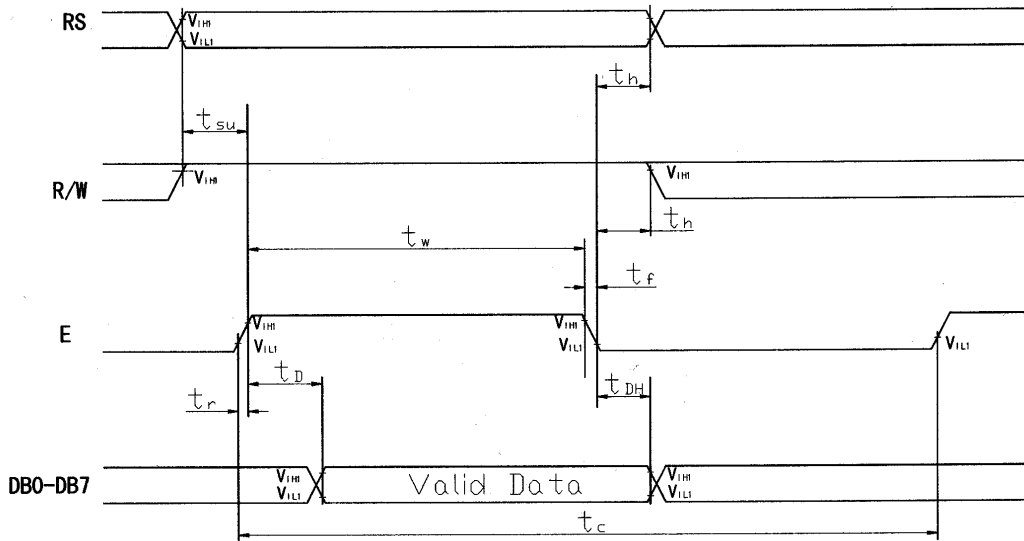 RS
VIH1
VIL1
th
tsu
R/W
VIH1
VIH1
tw
th
tf
E
VIH1
VIL1
VIH1
VIL1
VIL1
tD
tr
tDH
DB0-DB7
VIH1
VIL1
Valid Data
VIH1
VIL1
tc